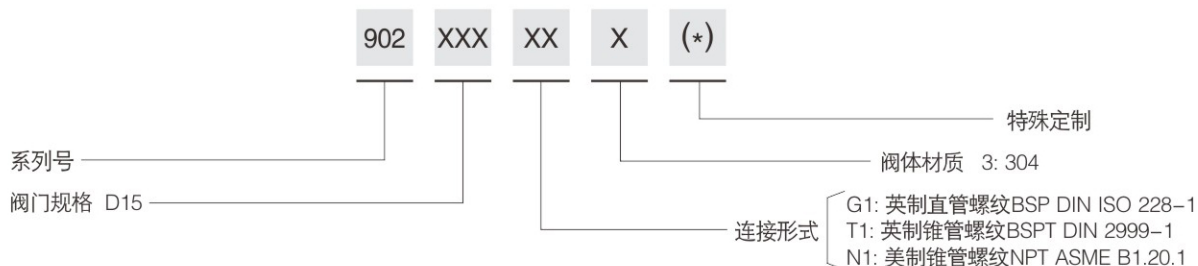 902 XXX XX X (*)
特殊定制
系列号
阀体材质 3: 304
阀门规格 D15
G1: 英制直管螺纹BSP DIN ISO 228-1
连接形式 T1: 英制锥管螺纹BSPT DIN 2999-1
N1: 美制锥管螺纹NPT ASME B1.20.1